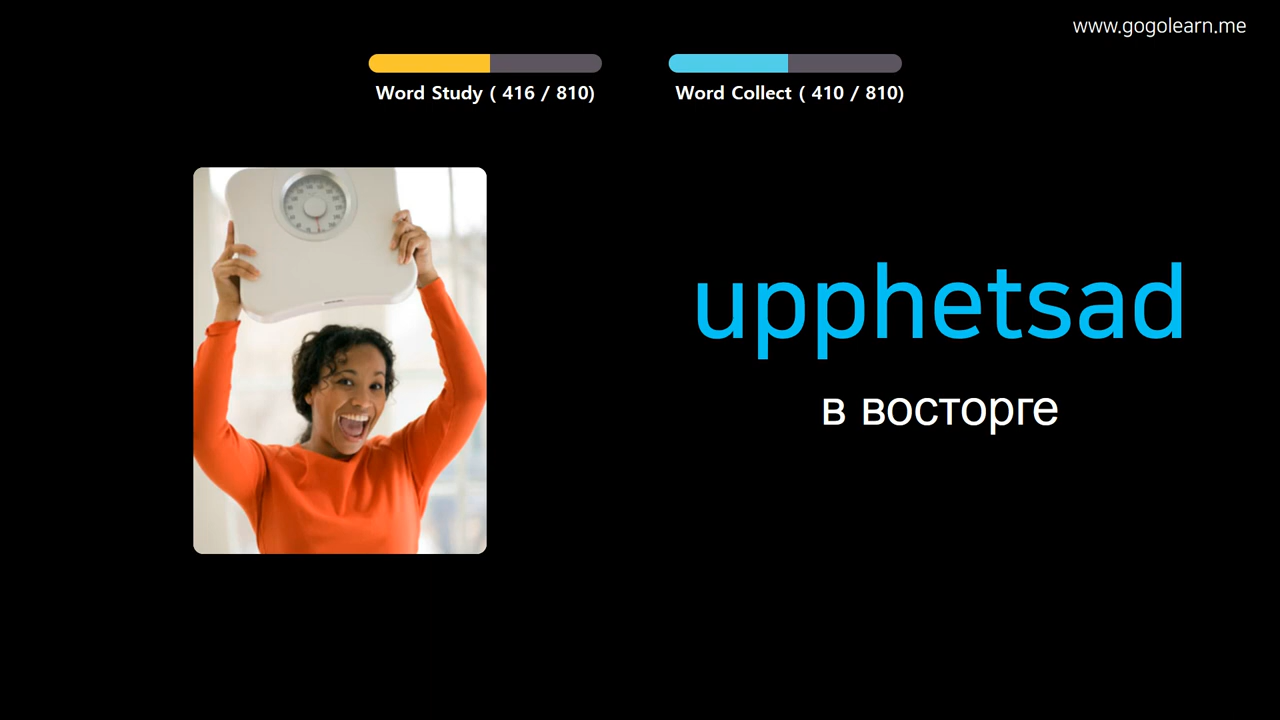 www.gogolearn.me
Word Study ( 416 / 810)
Word Collect ( 410 / 810)
upphetsad
в восторге